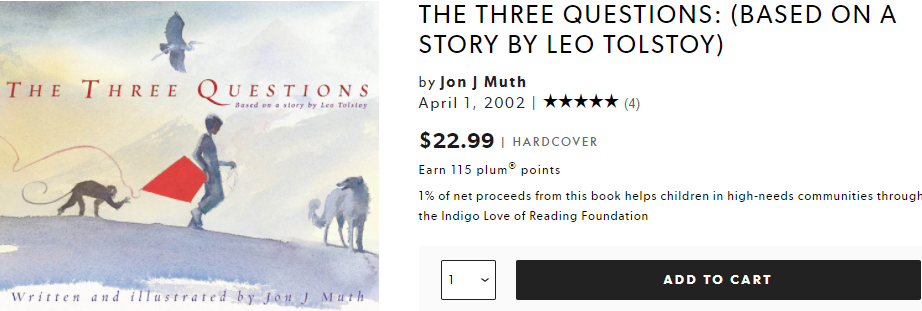 THE THREE QUESTIONS
Based on a story by Leo Tolstoy
Written and illustrated by Jon J Muth
THE THREE QUESTIONS: (BASED ON A
STORY BY LEO TOLSTOY)
by Jon J Muth
April 1, 2002 | ★★★★★ (4)
$22.99 | HARDCOVER
Earn 115 plum® points
1% of net proceeds from this book helps children in high-needs communities through
the Indigo Love of Reading Foundation
1
ADD TO CART